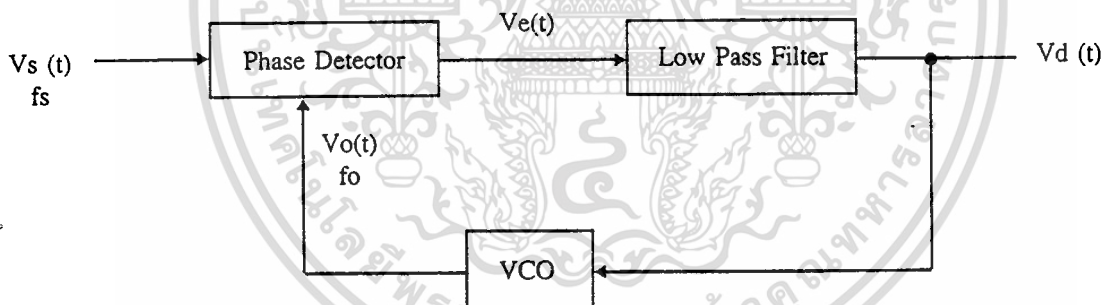 Ve(t)
Vs (t)
fs
Phase Detector
Low Pass Filter
Vd (t)
Vo(t)
fo
VCO